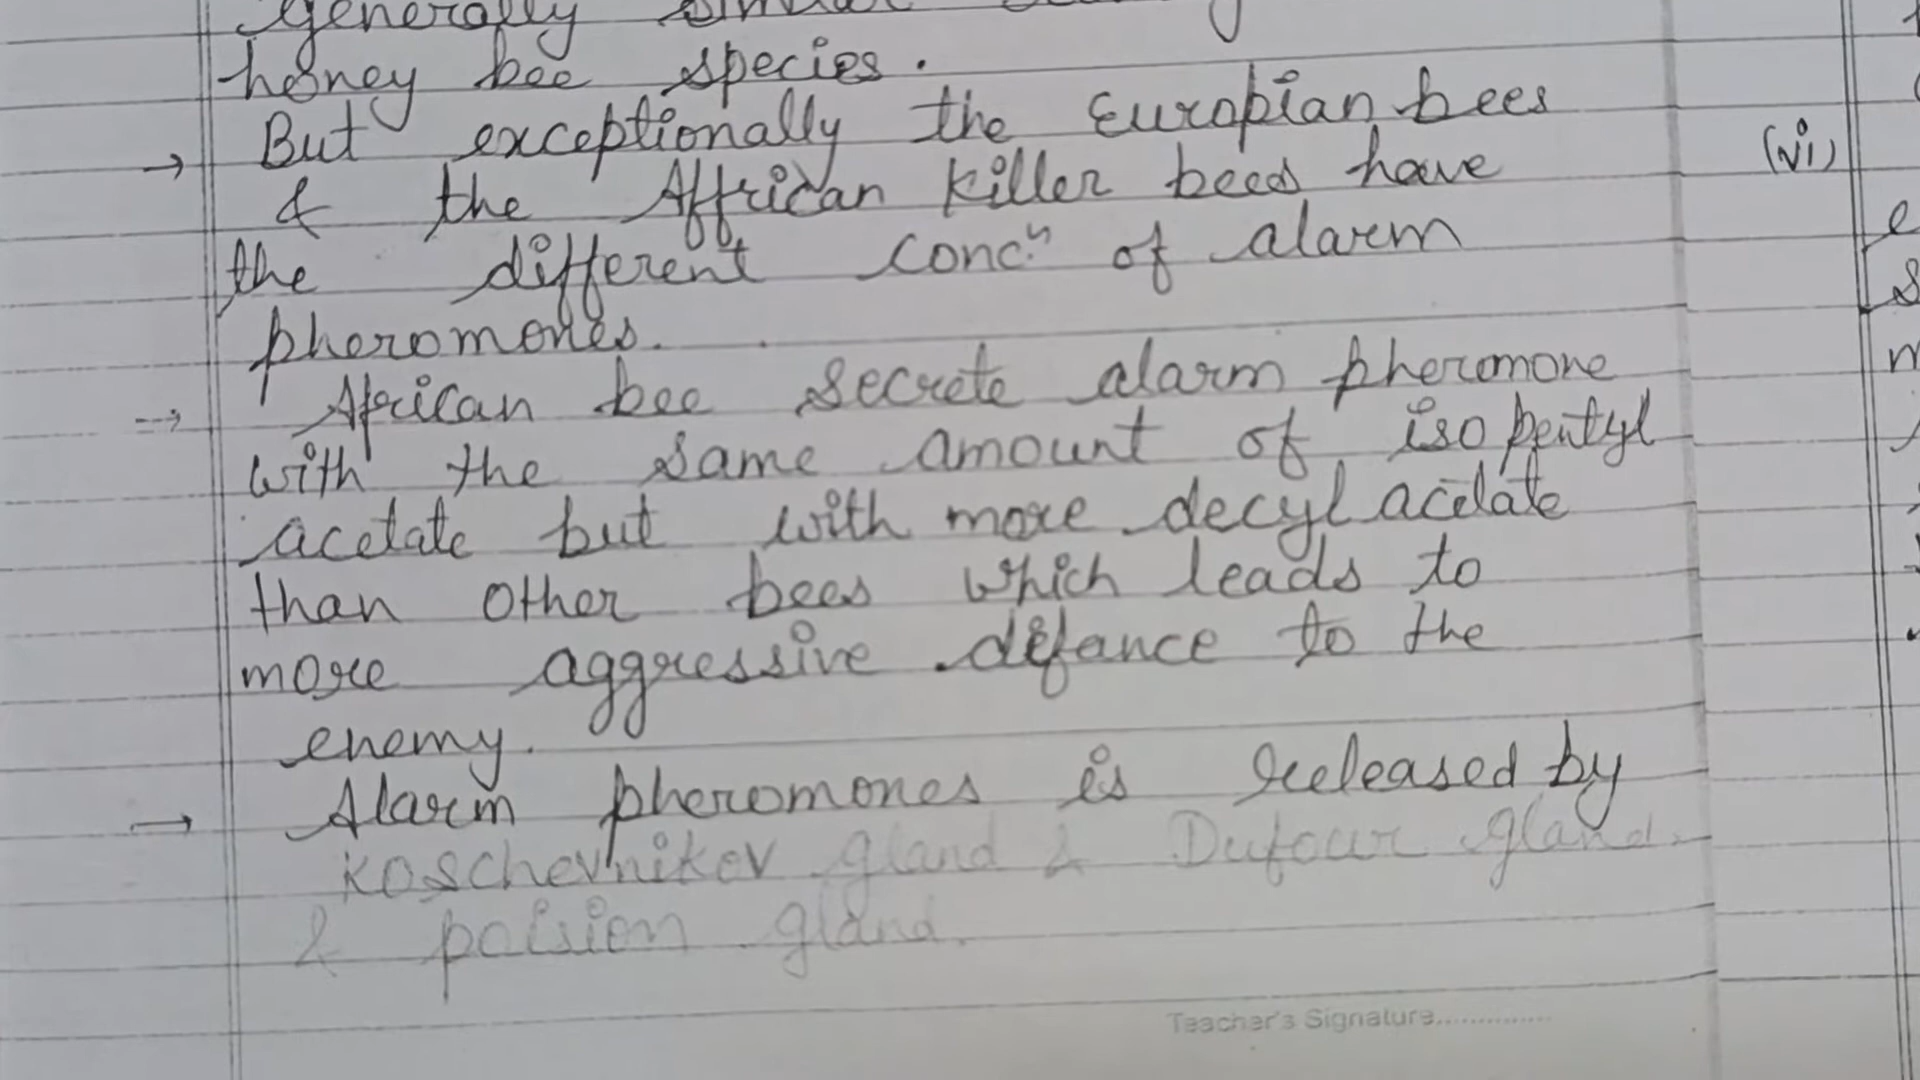 generally similar
honey bee species.
→ But exceptionally the Europian bees
& the African killer bees have
the different concn of alarm
pheromones.
→ African bee secrete alarm pheromone
with the same amount of isopentyl
acetate but with more decyl acetate
than other bees which leads to
more aggressive defance to the
enemy.
→ Alarm pheromones is released by
Koschevnikov gland & Dufour gland.
& poision gland.
Teacher's Signature..............
(vi)